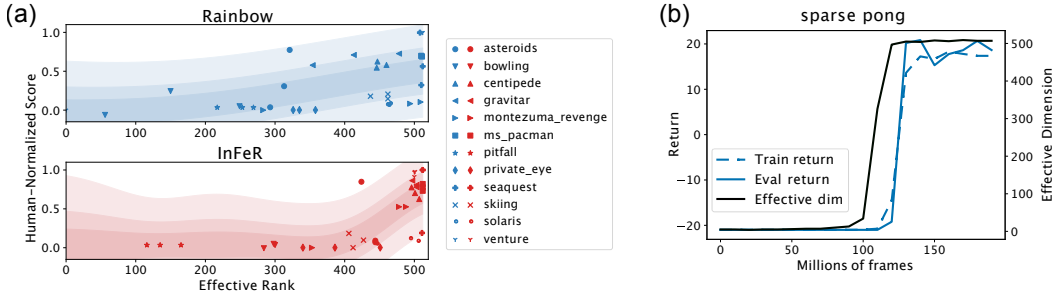 (a)
Rainbow
1.0
0.5
0.0
0 100 200 300 400 500
InFeR
1.0
0.5
0.0
0 100 200 300 400 500
Effective Rank
Human−Normalized Score
asteroids
bowling
centipede
gravitar
montezuma_revenge
ms_pacman
pitfall
private_eye
seaquest
skiing
solaris
venture
(b)
sparse pong
20
10
0
−10
−20
Return
500
400
300
200
100
0
Effective Dimension
Train return
Eval return
Effective dim
0 50 100 150
Millions of frames